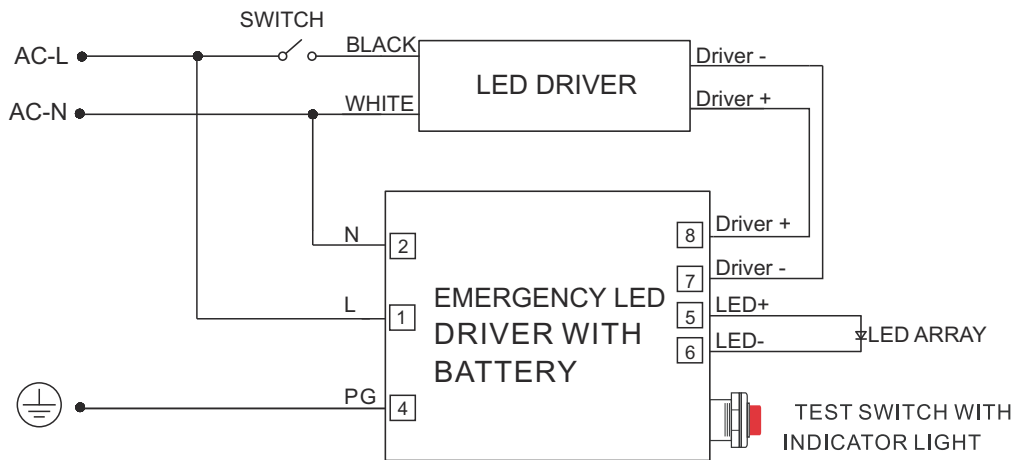 SWITCH
AC-L
BLACK
LED DRIVER
Driver -
AC-N
WHITE
Driver +
N
2
8
Driver +
7
Driver -
L
1
EMERGENCY LED
DRIVER WITH
BATTERY
5
LED+
6
LED-
LED ARRAY
PG
4
TEST SWITCH WITH
INDICATOR LIGHT